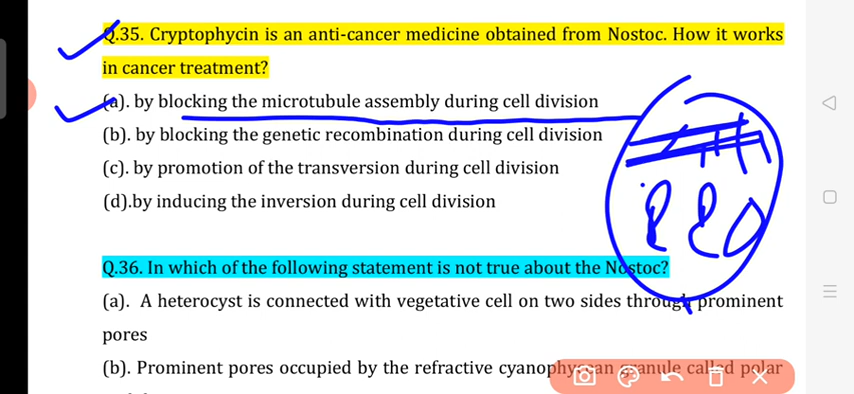 Q.35. Cryptophycin is an anti-cancer medicine obtained from Nostoc. How it works
in cancer treatment?
(a). by blocking the microtubule assembly during cell division
(b). by blocking the genetic recombination during cell division
(c). by promotion of the transversion during cell division
(d).by inducing the inversion during cell division
Q.36. In which of the following statement is not true about the Nostoc?
(a). A heterocyst is connected with vegetative cell on two sides through prominent
pores
(b). Prominent pores occupied by the refractive cyanophycean granule called polar